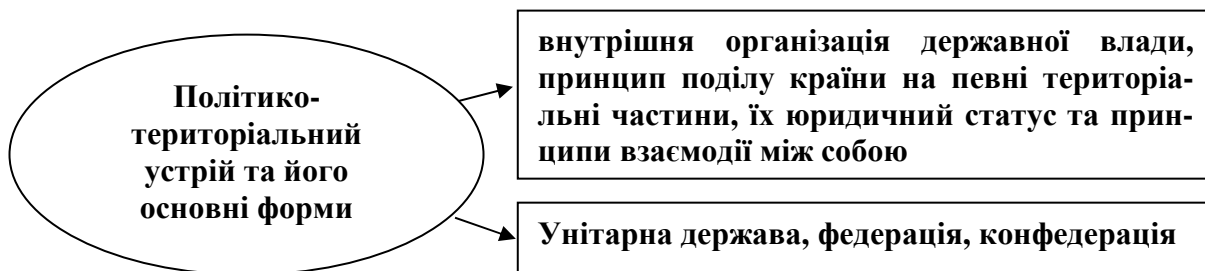 Політико-
територіальний
устрій та його
основні форми
внутрішня організація державної влади,
принцип поділу країни на певні територіа-
льні частини, їх юридичний статус та прин-
ципи взаємодії між собою
Унітарна держава, федерація, конфедерація